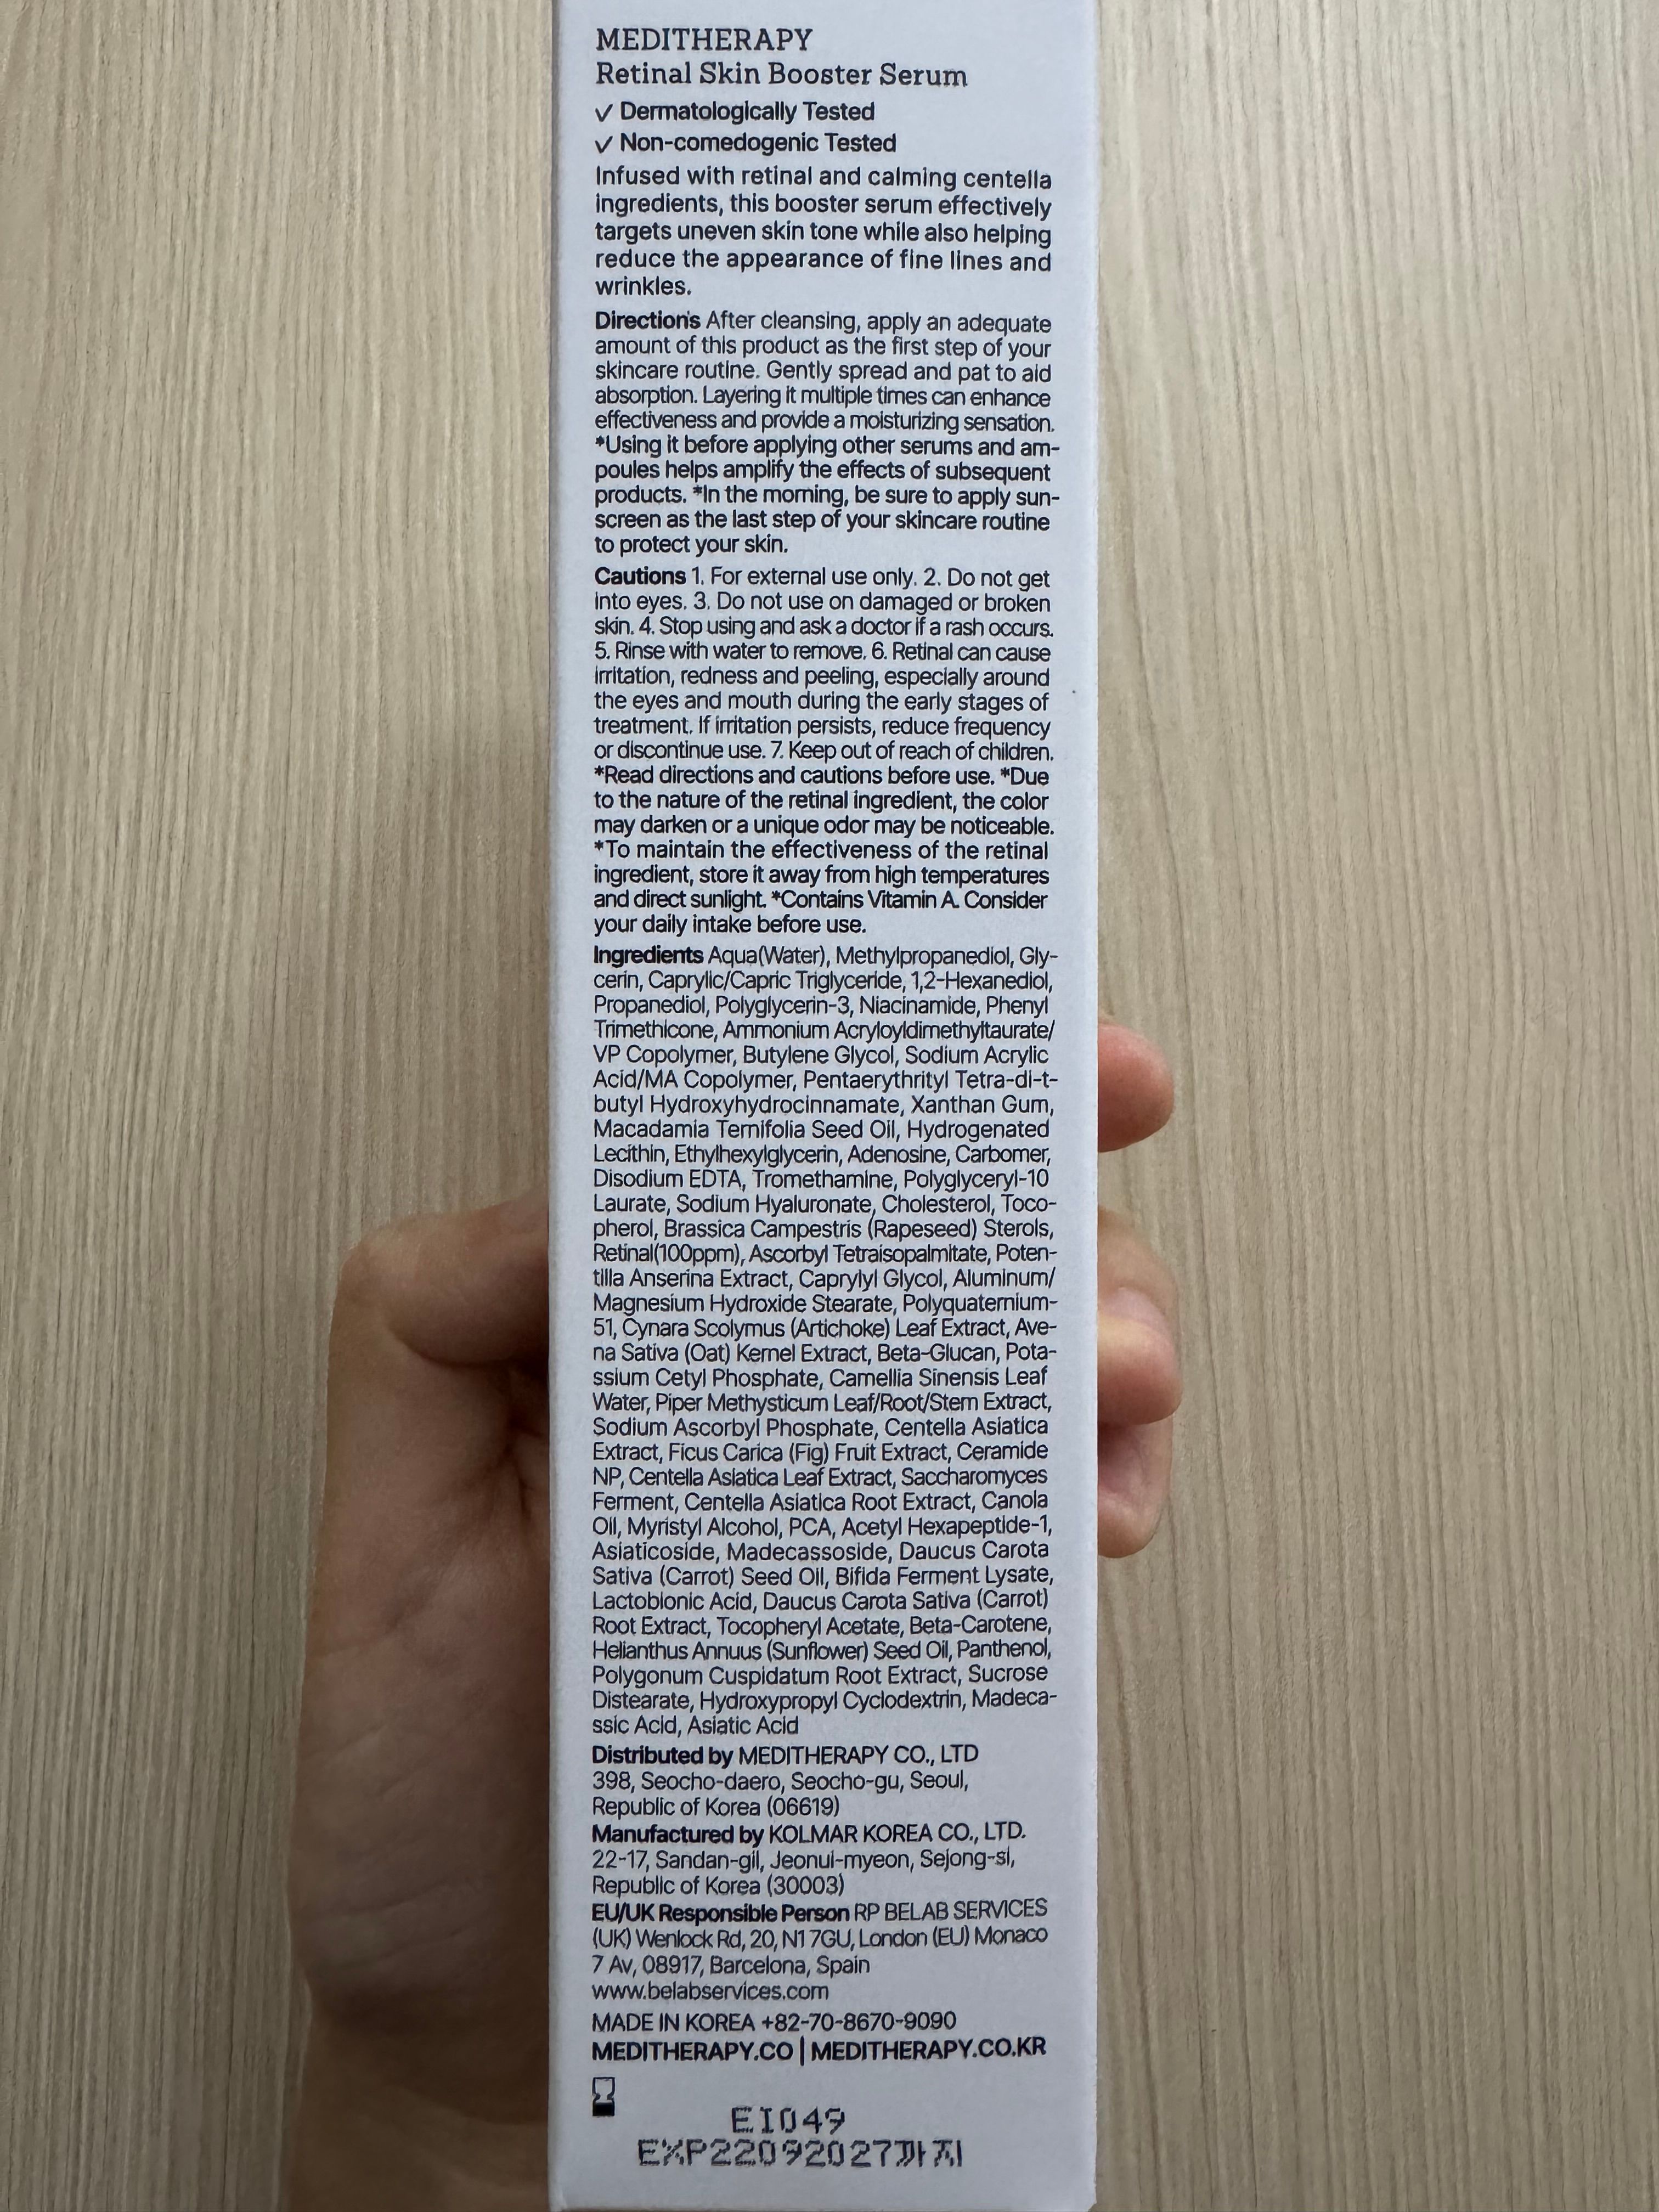 MEDITHERAPY
Retinal Skin Booster Serum
✓ Dermatologically Tested
✓ Non-comedogenic Tested
Infused with retinal and calming centella
ingredients, this booster serum effectively
targets uneven skin tone while also helping
reduce the appearance of fine lines and
wrinkles.
Directions After cleansing, apply an adequate
amount of this product as the first step of your
skincare routine. Gently spread and pat to aid
absorption. Layering it multiple times can enhance
effectiveness and provide a moisturizing sensation.
*Using it before applying other serums and am-
poules helps amplify the effects of subsequent
products. *In the morning, be sure to apply sun-
screen as the last step of your skincare routine
to protect your skin.
Cautions 1. For external use only. 2. Do not get
into eyes. 3. Do not use on damaged or broken
skin. 4. Stop using and ask a doctor if a rash occurs.
5. Rinse with water to remove. 6. Retinal can cause
irritation, redness and peeling, especially around
the eyes and mouth during the early stages of
treatment. If irritation persists, reduce frequency
or discontinue use. 7. Keep out of reach of children.
*Read directions and cautions before use. *Due
to the nature of the retinal ingredient, the color
may darken or a unique odor may be noticeable.
*To maintain the effectiveness of the retinal
ingredient, store it away from high temperatures
and direct sunlight. *Contains Vitamin A. Consider
your daily intake before use.
Ingredients Aqua(Water), Methylpropanediol, Gly-
cerin, Caprylic/Capric Triglyceride, 1,2-Hexanediol,
Propanediol, Polyglycerin-3, Niacinamide, Phenyl
Trimethicone, Ammonium Acryloyldimethyltaurate/
VP Copolymer, Butylene Glycol, Sodium Acrylic
Acid/MA Copolymer, Pentaerythrityl Tetra-di-t-
butyl Hydroxyhydrocinnamate, Xanthan Gum,
Macadamia Ternifolia Seed Oil, Hydrogenated
Lecithin, Ethylhexylglycerin, Adenosine, Carbomer,
Disodium EDTA, Tromethamine, Polyglyceryl-10
Laurate, Sodium Hyaluronate, Cholesterol, Toco-
pherol, Brassica Campestris (Rapeseed) Sterols,
Retinal(100ppm), Ascorbyl Tetraisopalmitate, Poten-
tilla Anserina Extract, Caprylyl Glycol, Aluminum/
Magnesium Hydroxide Stearate, Polyquaternium-
51, Cynara Scolymus (Artichoke) Leaf Extract, Ave-
na Sativa (Oat) Kernel Extract, Beta-Glucan, Pota-
ssium Cetyl Phosphate, Camellia Sinensis Leaf
Water, Piper Methysticum Leaf/Root/Stem Extract,
Sodium Ascorbyl Phosphate, Centella Asiatica
Extract, Ficus Carica (Fig) Fruit Extract, Ceramide
NP, Centella Asiatica Leaf Extract, Saccharomyces
Ferment, Centella Asiatica Root Extract, Canola
Oil, Myristyl Alcohol, PCA, Acetyl Hexapeptide-1,
Asiaticoside, Madecassoside, Daucus Carota
Sativa (Carrot) Seed Oil, Bifida Ferment Lysate,
Lactobionic Acid, Daucus Carota Sativa (Carrot)
Root Extract, Tocopheryl Acetate, Beta-Carotene,
Helianthus Annuus (Sunflower) Seed Oil, Panthenol,
Polygonum Cuspidatum Root Extract, Sucrose
Distearate, Hydroxypropyl Cyclodextrin, Madeca-
ssic Acid, Asiatic Acid
Distributed by MEDITHERAPY CO., LTD
398, Seocho-daero, Seocho-gu, Seoul,
Republic of Korea (06619)
Manufactured by KOLMAR KOREA CO., LTD.
22-17, Sandan-gil, Jeonui-myeon, Sejong-si,
Republic of Korea (30003)
EU/UK Responsible Person RP BELAB SERVICES
(UK) Wenlock Rd, 20, N1 7GU, London (EU) Monaco
7 Av, 08917, Barcelona, Spain
www.belabservices.com
MADE IN KOREA +82-70-8670-9090
MEDITHERAPY.CO | MEDITHERAPY.CO.KR
EI049
EXP22092027까지